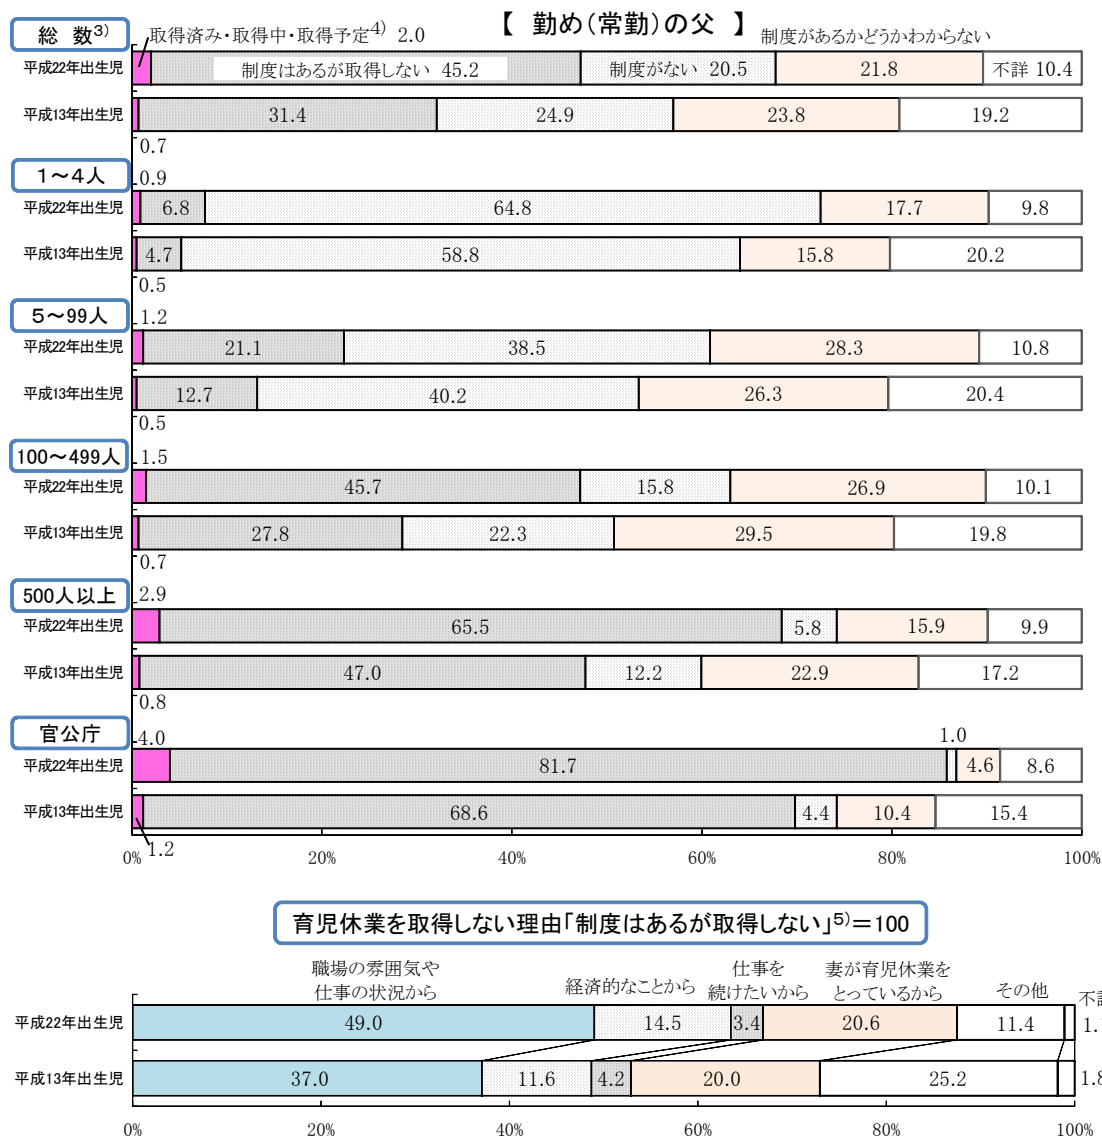 【 勤め（常勤）の父 】
総 数3)
取得済み・取得中・取得予定4) 2.0
制度があるかどうかわからない
平成22年出生児
制度はあるが取得しない 45.2
制度がない 20.5
21.8
不詳 10.4
平成13年出生児
31.4
24.9
23.8
19.2
0.7
1～4人
0.9
平成22年出生児
6.8
64.8
17.7
9.8
平成13年出生児
4.7
58.8
15.8
20.2
0.5
5～99人
1.2
平成22年出生児
21.1
38.5
28.3
10.8
平成13年出生児
12.7
40.2
26.3
20.4
0.5
100～499人
1.5
平成22年出生児
45.7
15.8
26.9
10.1
平成13年出生児
27.8
22.3
29.5
19.8
0.7
500人以上
2.9
平成22年出生児
65.5
5.8
15.9
9.9
平成13年出生児
47.0
12.2
22.9
17.2
0.8
官公庁
4.0
1.0
平成22年出生児
81.7
4.6
8.6
平成13年出生児
68.6
4.4
10.4
15.4
1.2
0%
20%
40%
60%
80%
100%
育児休業を取得しない理由「制度はあるが取得しない」5)＝100
職場の雰囲気や
仕事の状況から
経済的なことから
仕事を
続けたいから
妻が育児休業を
とっているから
その他
平成22年出生児
49.0
14.5
3.4
20.6
11.4
平成13年出生児
37.0
11.6
4.2
20.0
25.2
1.8
0%
20%
40%
60%
80%
100%